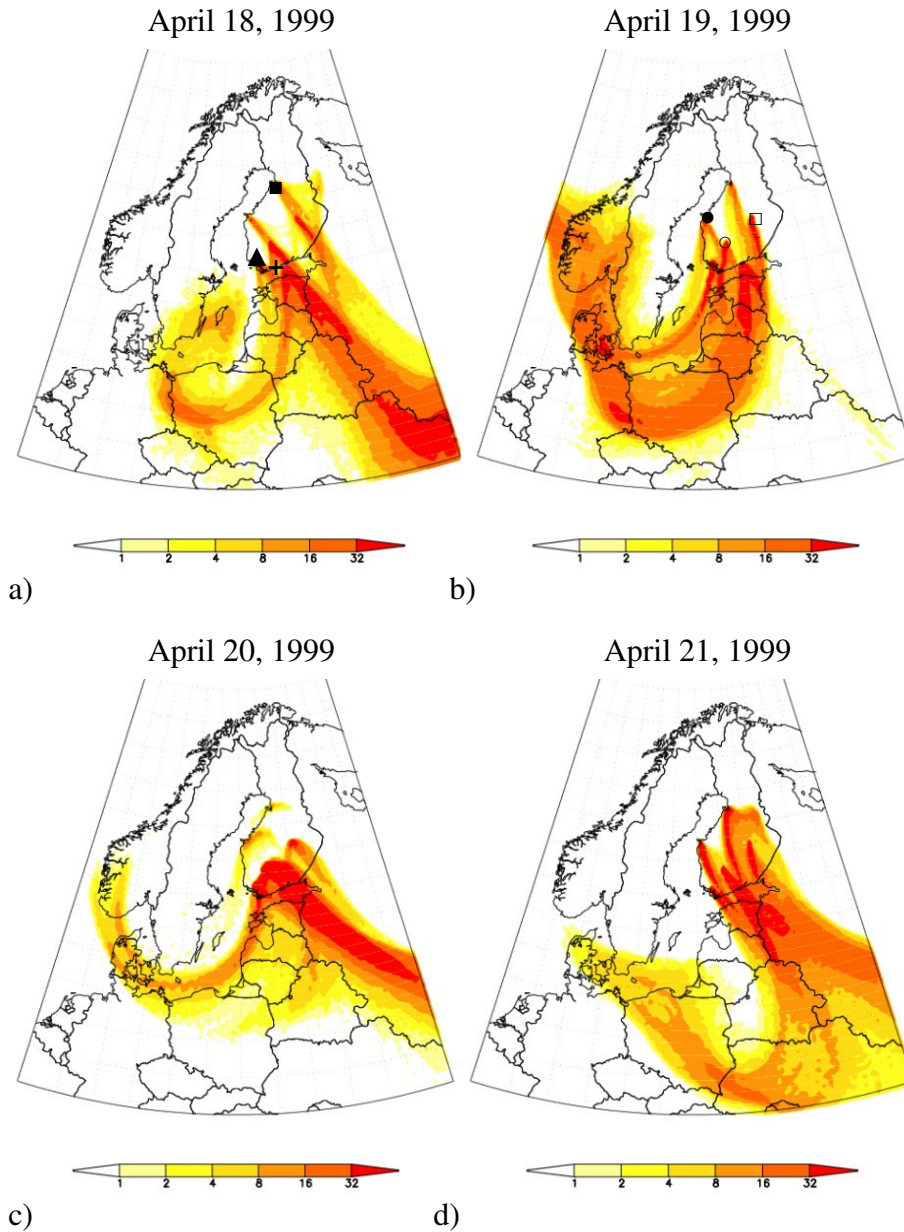 April 18, 1999
April 19, 1999
1 2 4 8 16 32
1 2 4 8 16 32
a)
b)
April 20, 1999
April 21, 1999
1 2 4 8 16 32
1 2 4 8 16 32
c)
d)